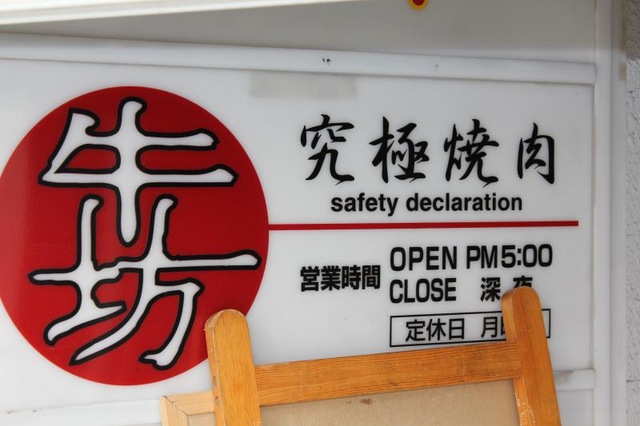 牛坊
究極焼肉
safety declaration
営業時間
OPEN PM5:00
CLOSE 深夜
定休日 月